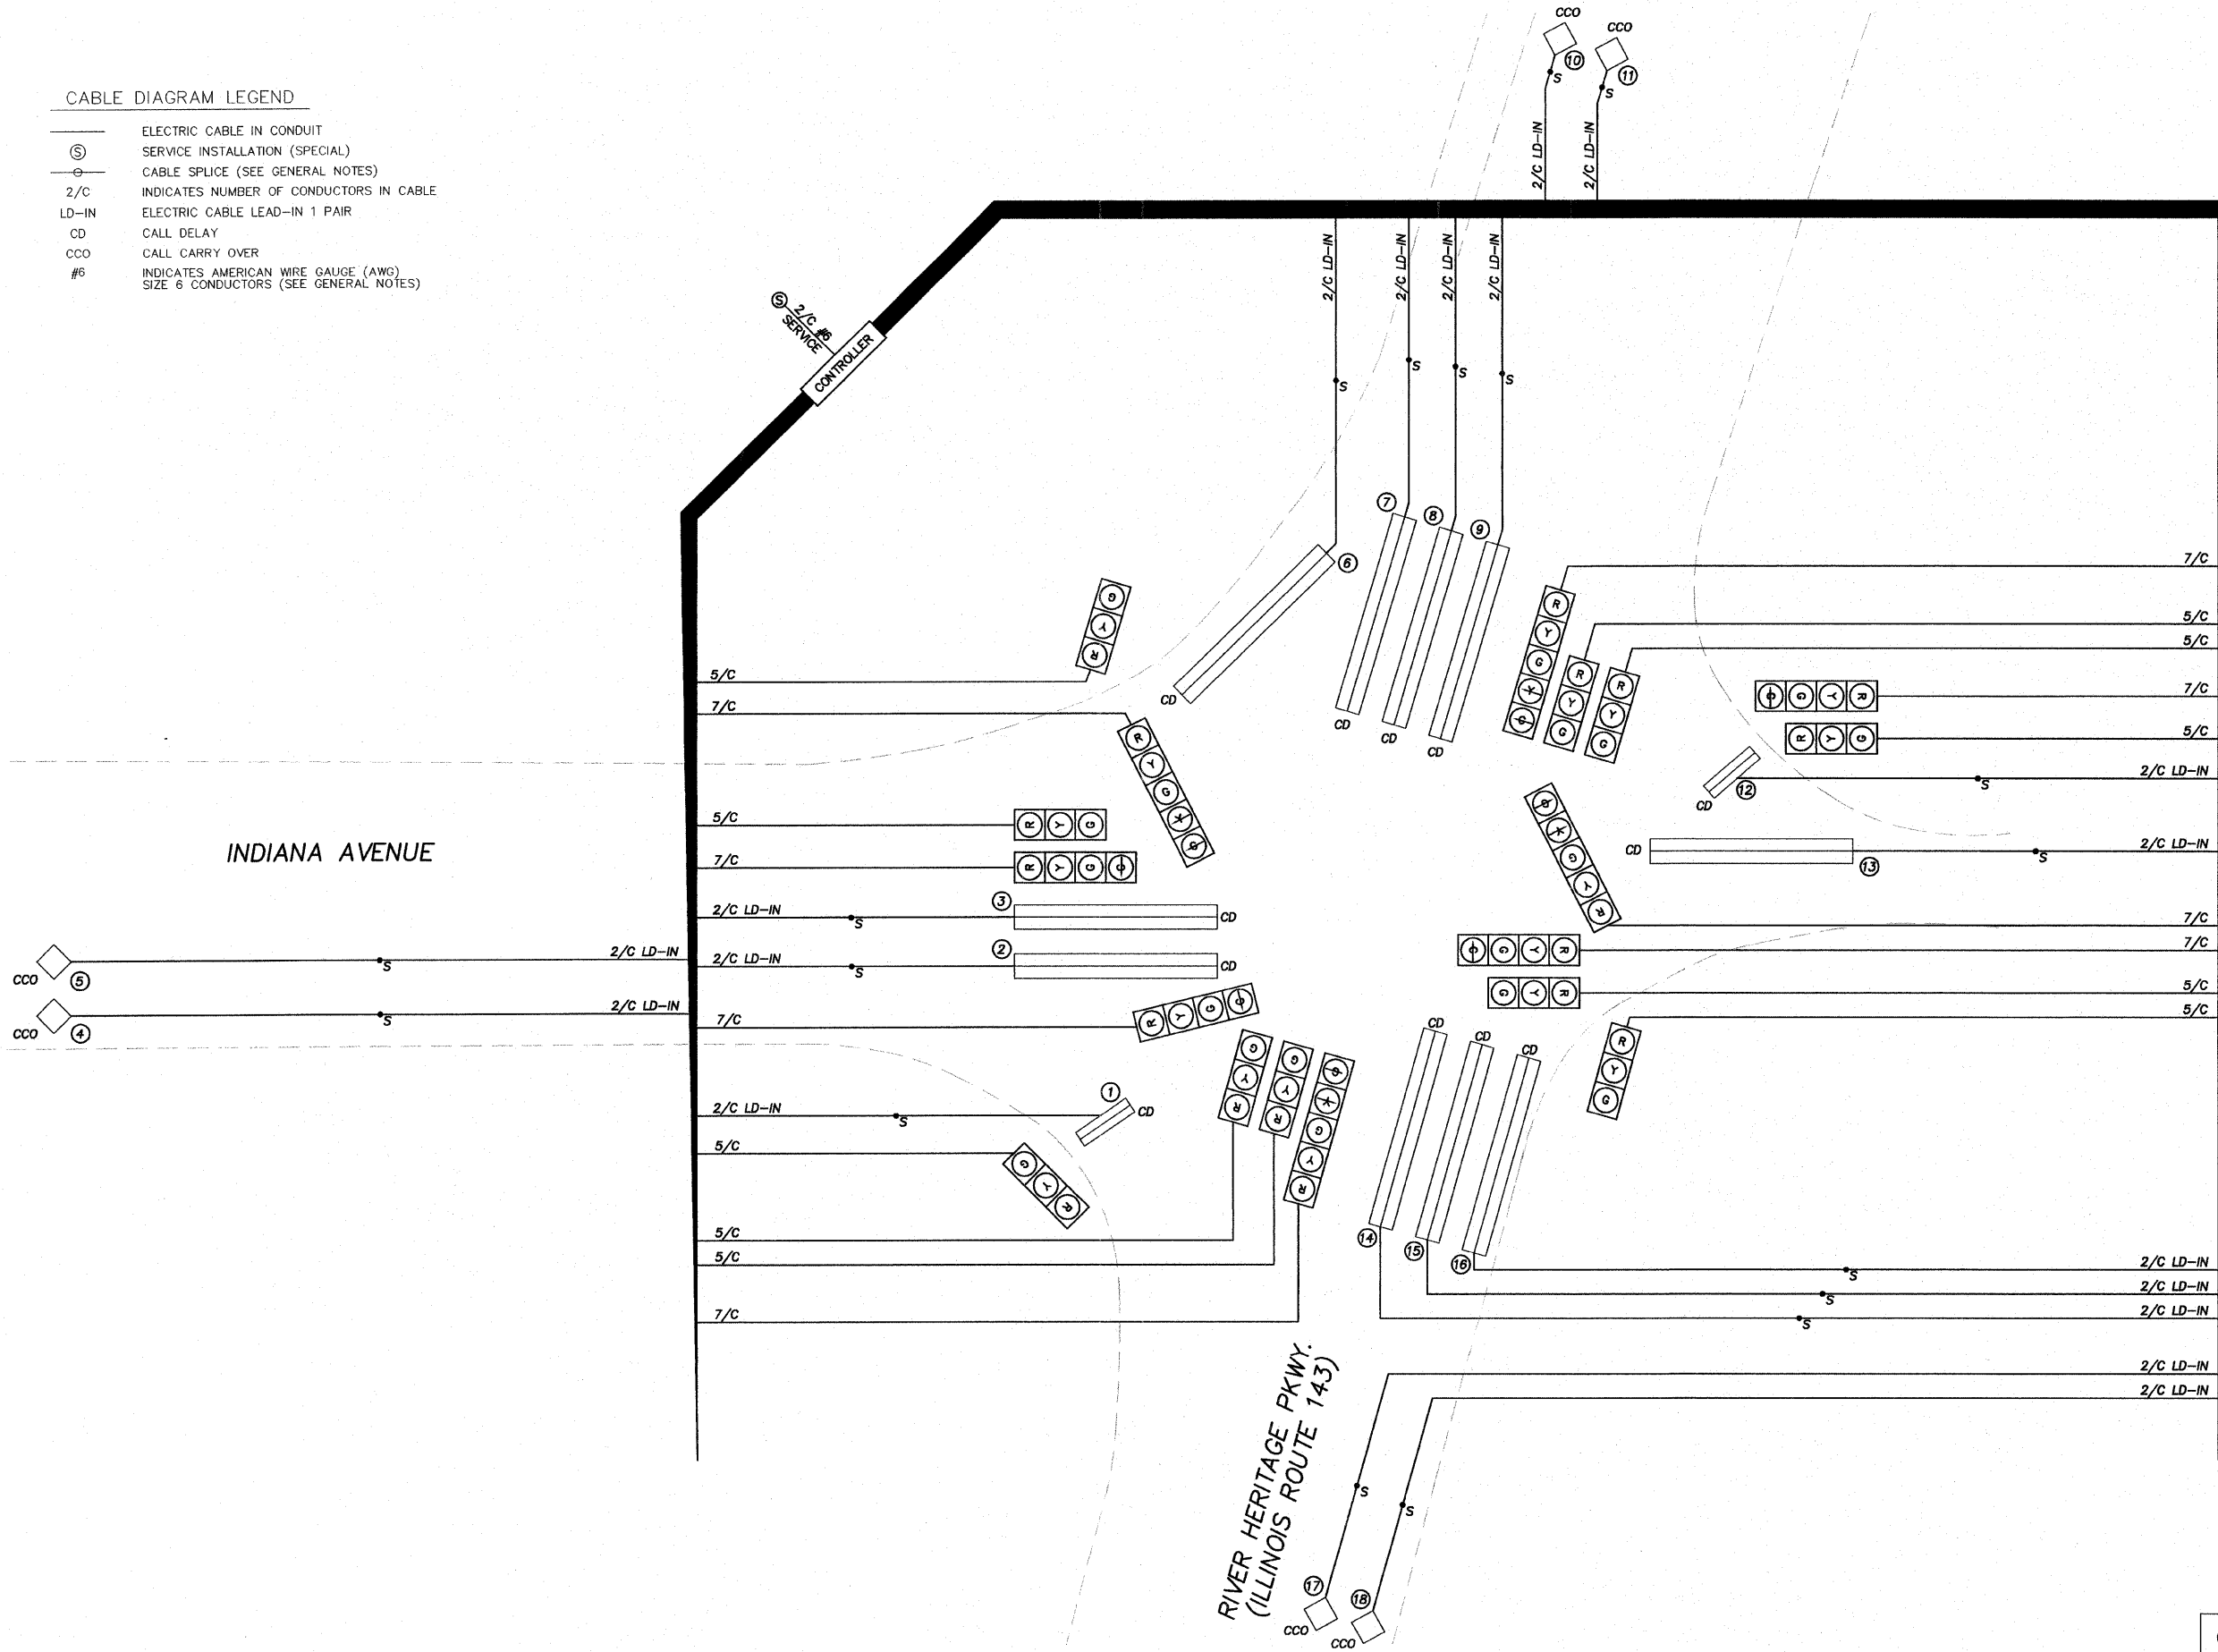 CABLE DIAGRAM LEGEND
ELECTRIC CABLE IN CONDUIT
S SERVICE INSTALLATION (SPECIAL)
CABLE SPLICE (SEE GENERAL NOTES)
2/C INDICATES NUMBER OF CONDUCTORS IN CABLE
LD-IN ELECTRIC CABLE LEAD-IN 1 PAIR
CD CALL DELAY
CCO CALL CARRY OVER
#6 INDICATES AMERICAN WIRE GAUGE (AWG)
SIZE 6 CONDUCTORS (SEE GENERAL NOTES)
CCO
CCO
10
11
S
S
2/C LD-IN
2/C LD-IN
2/C LD-IN
2/C LD-IN
2/C LD-IN
2/C LD-IN
S
2/C #6
SERVICE
CONTROLLER
S
S
S
S
7
8
9
6
CD
CD
CD
CD
G Y R
5/C
7/C
R Y G Y G
R Y G Y G
R Y G
R Y G
7/C
5/C
5/C
G G Y R
7/C
R Y G
5/C
12
CD
S
2/C LD-IN
CD
13
S
2/C LD-IN
INDIANA AVENUE
5/C
R Y G
7/C
R Y G G
3
2/C LD-IN
S
CD
2
2/C LD-IN
S
CD
CCO
5
S
2/C LD-IN
CCO
4
S
2/C LD-IN
7/C
R Y G G
G Y G Y R
7/C
G G Y R
7/C
G Y R
5/C
R Y G
5/C
1
2/C LD-IN
S
CD
5/C
G Y R
G Y R
G Y R
G Y G Y R
5/C
5/C
7/C
CD
CD
CD
14
15
16
S
2/C LD-IN
S
2/C LD-IN
S
2/C LD-IN
2/C LD-IN
2/C LD-IN
RIVER HERITAGE PKWY.
(ILLINOIS ROUTE 143)
S
S
17
18
CCO
CCO